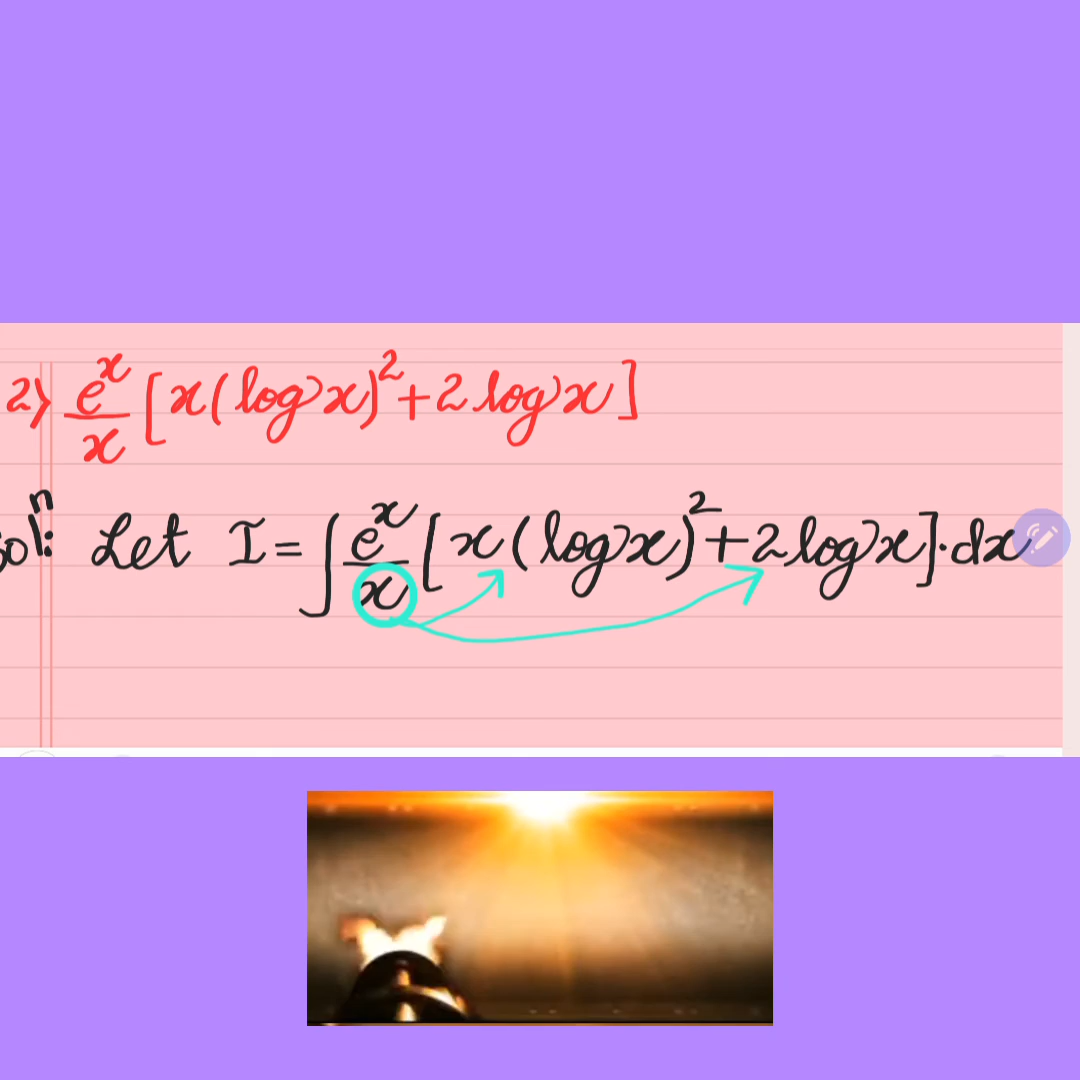 2) e^x/x [x(log x)^2 + 2 log x]
sol^n: Let I = ∫ e^x/x [x(log x)^2 + 2 log x].dx